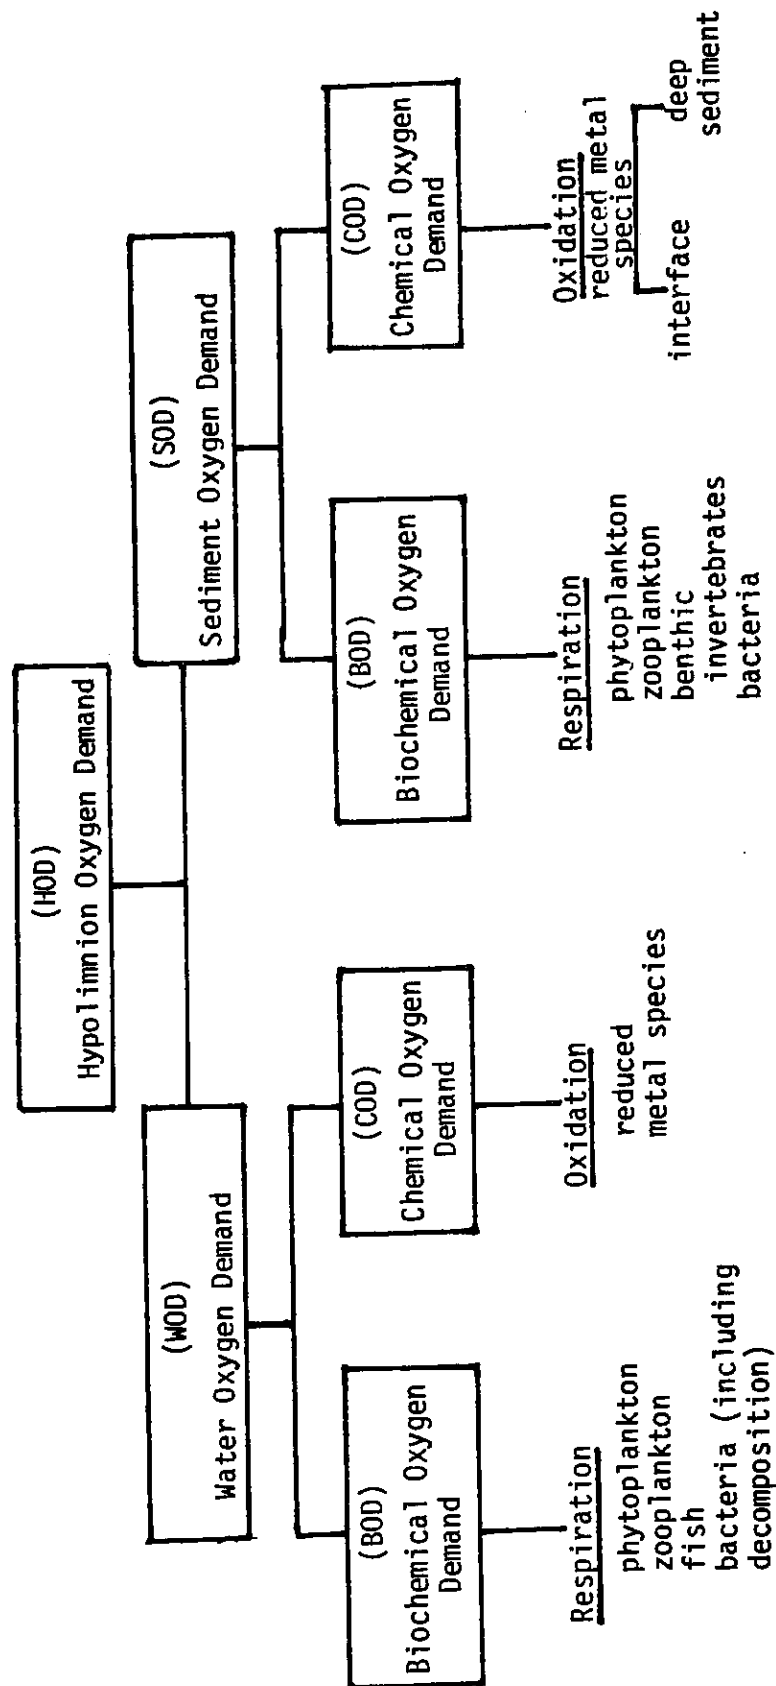 (HOD)
Hypolimnion Oxygen Demand
(WOD)
Water Oxygen Demand
(SOD)
Sediment Oxygen Demand
(BOD)
Biochemical Oxygen
Demand
(COD)
Chemical Oxygen
Demand
(BOD)
Biochemical Oxygen
Demand
(COD)
Chemical Oxygen
Demand
Respiration
phytoplankton
zooplankton
fish
bacteria (including
decomposition)
Oxidation
reduced
metal species
Respiration
phytoplankton
zooplankton
benthic
invertebrates
bacteria
Oxidation
reduced metal
species
interface
deep
sediment